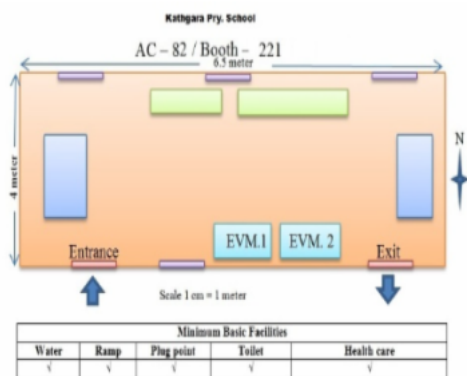 Kathgara Pry. School
AC – 82 / Booth – 221
6.5 meter
4 meter
N
EVM.1 EVM. 2
Entrance Exit
Scale 1 cm = 1 meter
Minimum Basic Facilities
Water Ramp Plug point Toilet Health care
√ √ √ √ √